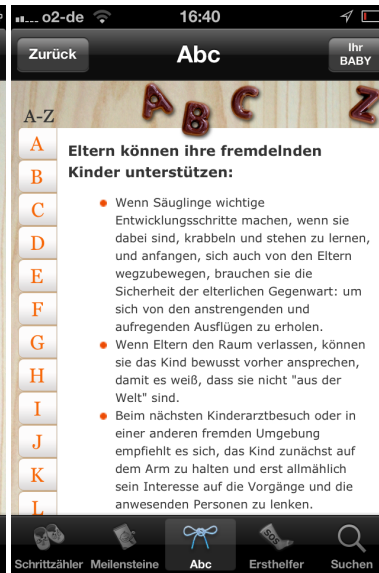 o2-de 16:40
Zurück
Abc
Ihr
BABY
A B C Z
A-Z
A
B
C
D
E
F
G
H
I
J
K
L
Eltern können ihre fremdelnden
Kinder unterstützen:
Wenn Säuglinge wichtige
Entwicklungsschritte machen, wenn sie
dabei sind, krabbeln und stehen zu lernen,
und anfangen, sich auch von den Eltern
wegzubewegen, brauchen sie die
Sicherheit der elterlichen Gegenwart: um
sich von den anstrengenden und
aufregenden Ausflügen zu erholen.
Wenn Eltern den Raum verlassen, können
sie das Kind bewusst vorher ansprechen,
damit es weiß, dass sie nicht "aus der
Welt" sind.
Beim nächsten Kinderarztbesuch oder in
einer anderen fremden Umgebung
empfiehlt es sich, das Kind zunächst auf
dem Arm zu halten und erst allmählich
sein Interesse auf die Vorgänge und die
anwesenden Personen zu lenken.
SOS
Schrittzähler Meilensteine Abc Ersthelfer Suchen